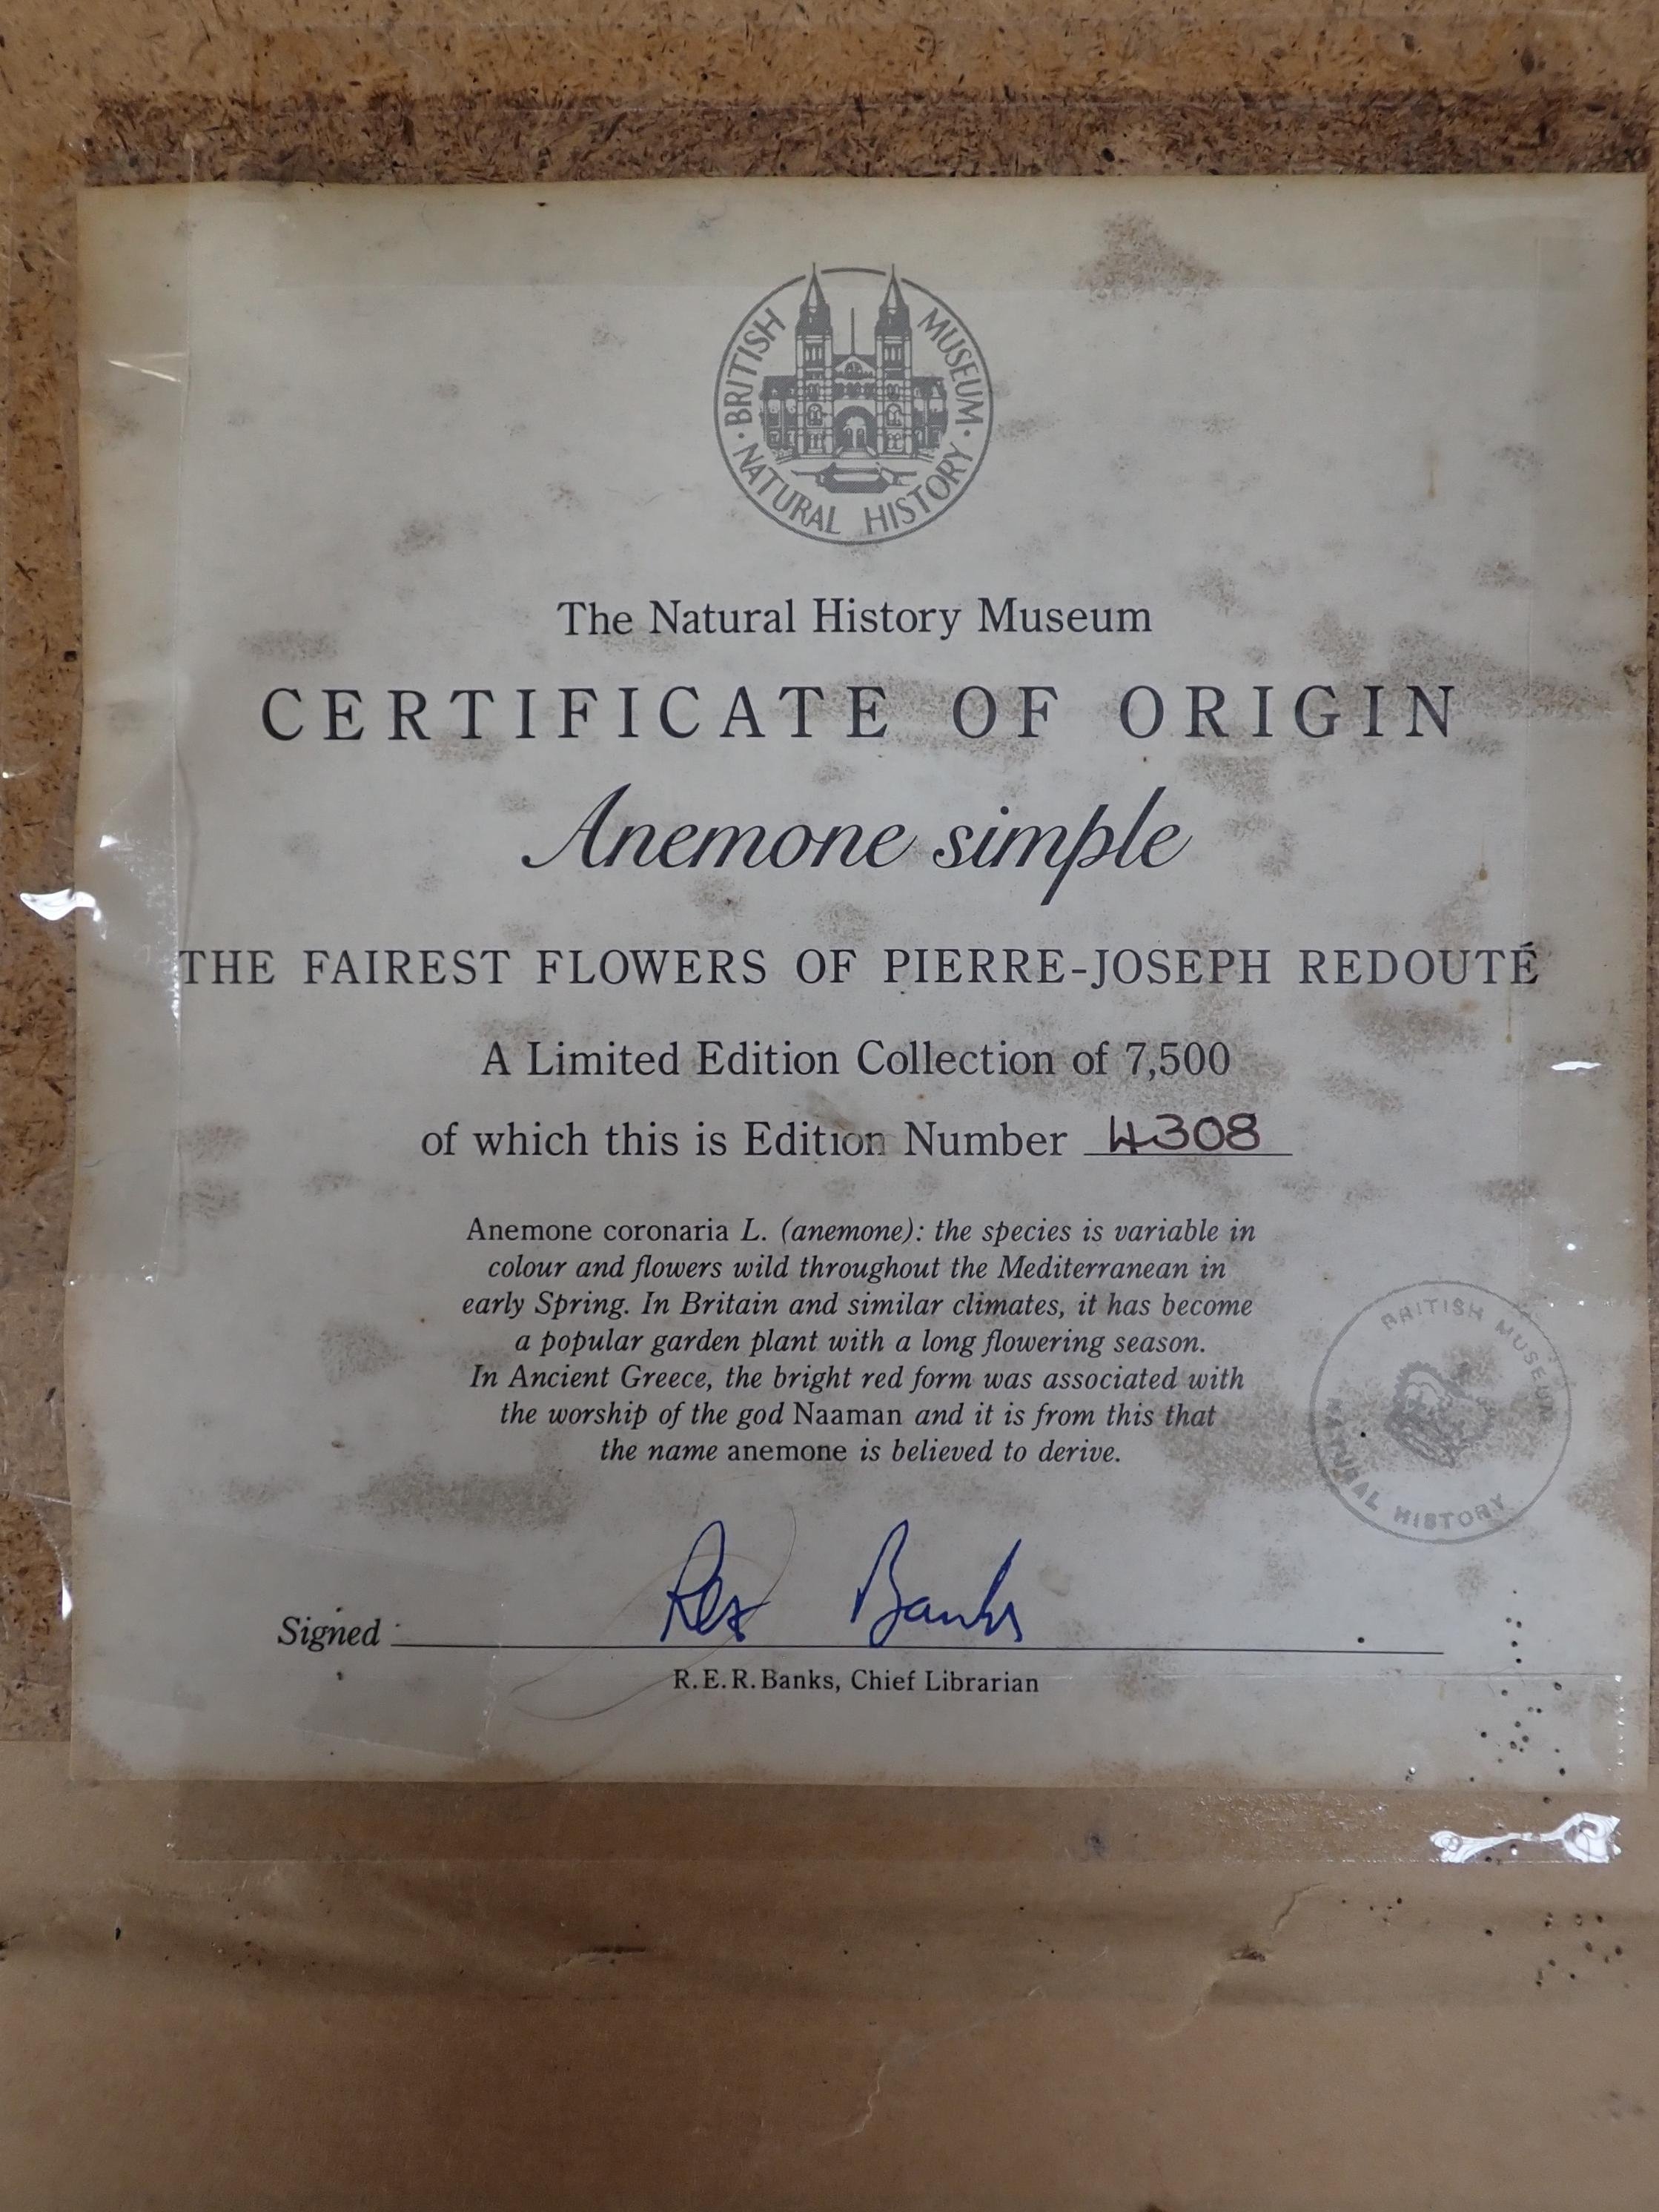 BRITISH MUSEUM
NATURAL HISTORY
The Natural History Museum
CERTIFICATE OF ORIGIN
Anemone simple
THE FAIREST FLOWERS OF PIERRE-JOSEPH REDOUTÉ
A Limited Edition Collection of 7,500
of which this is Edition Number 4308
Anemone coronaria L. (anemone): the species is variable in
colour and flowers wild throughout the Mediterranean in
early Spring. In Britain and similar climates, it has become
a popular garden plant with a long flowering season.
In Ancient Greece, the bright red form was associated with
the worship of the god Naaman and it is from this that
the name anemone is believed to derive.
BRITISH MUSEUM
NATURAL HISTORY
Signed Rex Banks
R.E.R. Banks, Chief Librarian